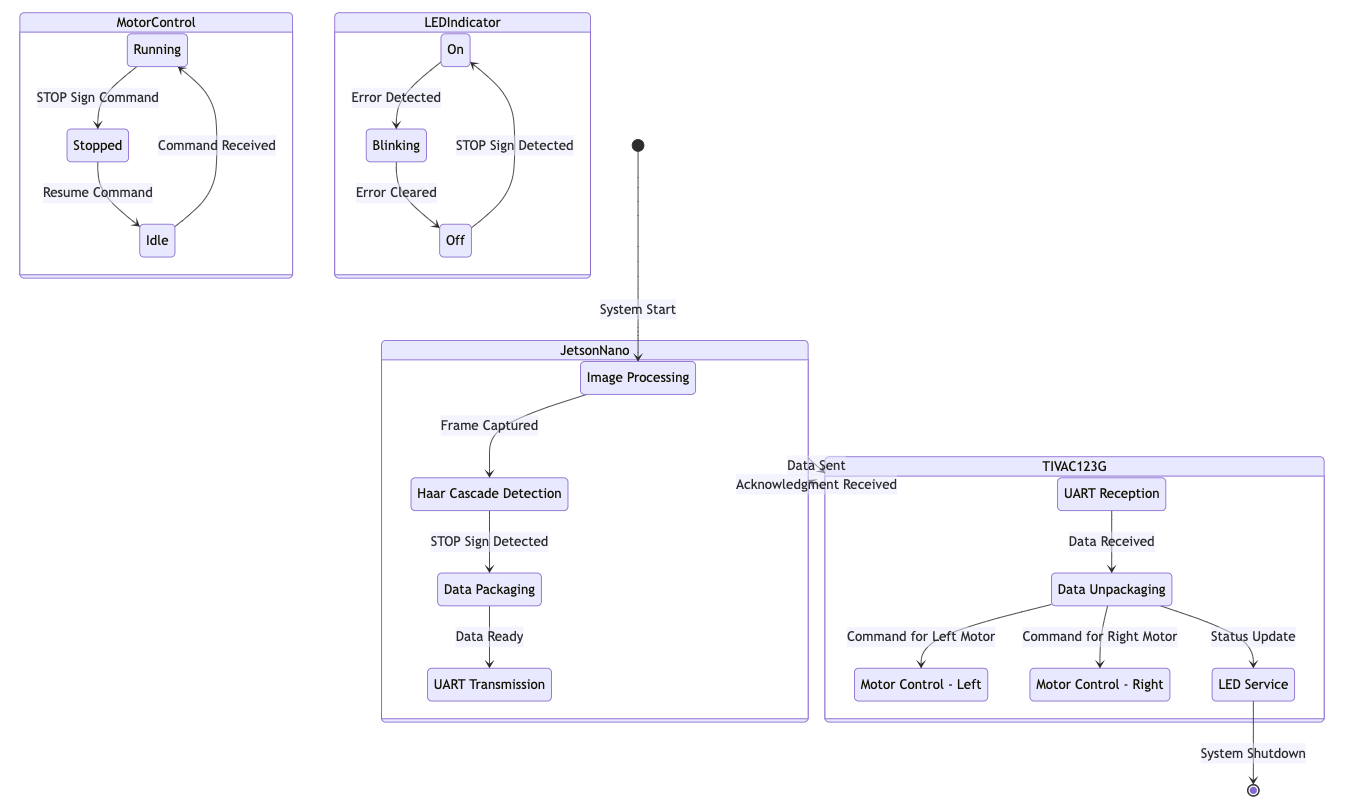 MotorControl
Running
STOP Sign Command
Stopped
Command Received
Resume Command
Idle
LEDIndicator
On
Error Detected
Blinking
STOP Sign Detected
Error Cleared
Off
System Start
JetsonNano
Image Processing
Frame Captured
Haar Cascade Detection
STOP Sign Detected
Data Packaging
Data Ready
UART Transmission
Data Sent
Acknowledgment Received
TIVAC123G
UART Reception
Data Received
Data Unpackaging
Command for Left Motor
Command for Right Motor
Status Update
Motor Control - Left
Motor Control - Right
LED Service
System Shutdown